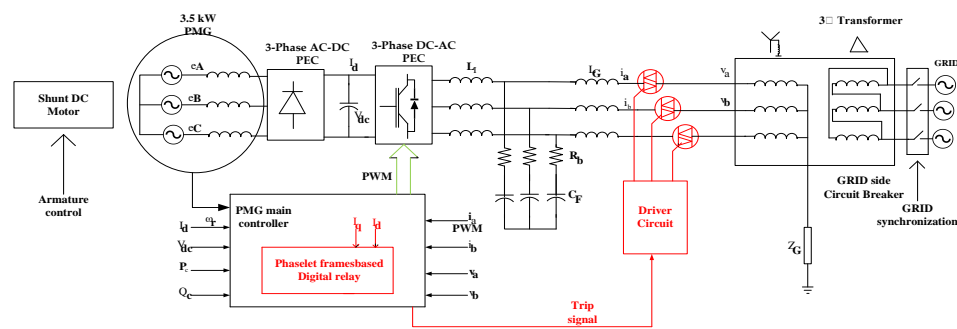 3.5 kW
PMG
3-Phase AC-DC
PEC
3-Phase DC-AC
PEC
3□ Transformer
eA
eB
eC
Id
Vdc
Lf
IG
ia
ib
va
vb
GRID
Shunt DC
Motor
Rb
CF
PWM
Armature
control
GRID side
Circuit Breaker
GRID
synchronization
ωr
PMG main
controller
Iq
Id
Phaselet framesbased
Digital relay
Id
Vdc
Pc
Qc
ia
PWM
ib
va
vb
Driver
Circuit
ZG
Trip
signal